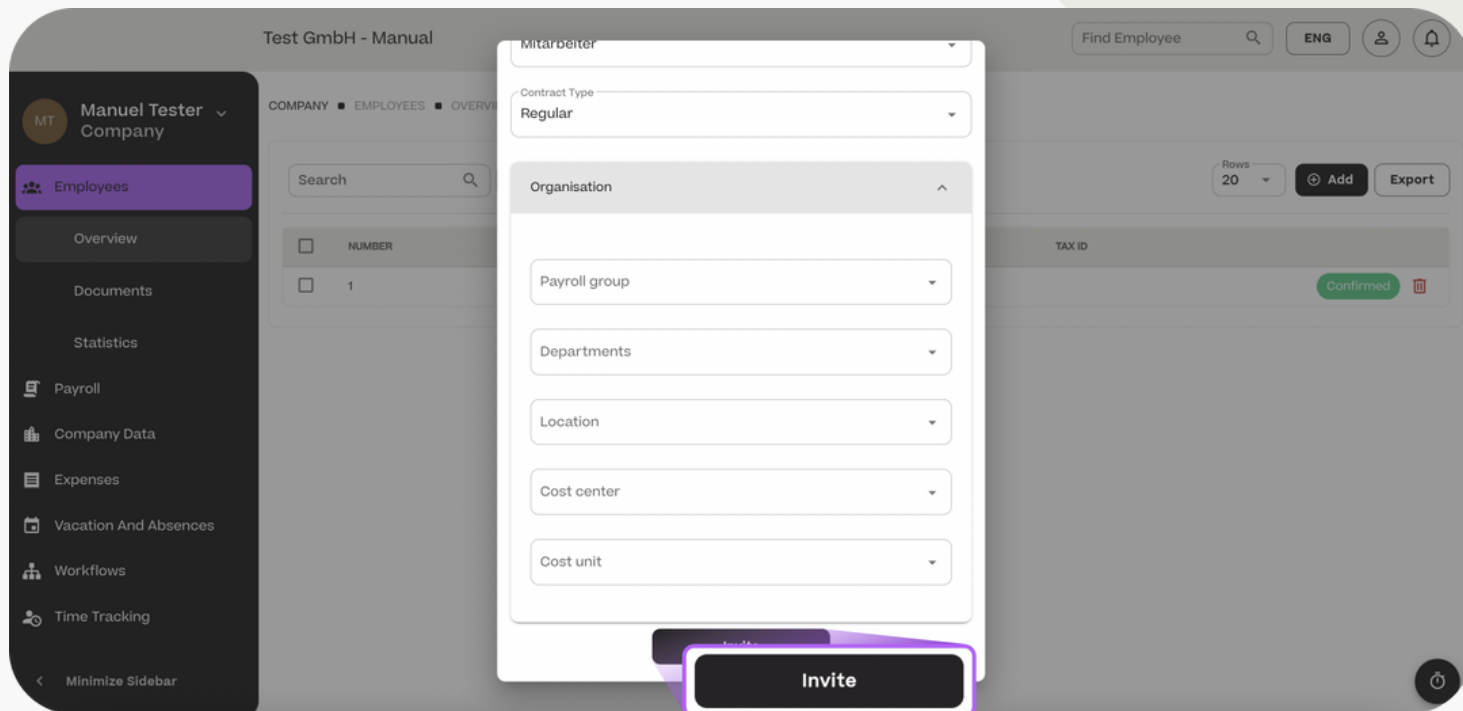 Test GmbH - Manual
Find Employee
ENG
MT
Manuel Tester
Company
Employees
Overview
Documents
Statistics
Payroll
Company Data
Expenses
Vacation And Absences
Workflows
Time Tracking
Minimize Sidebar
COMPANY ■ EMPLOYEES ■ OVERVI
Search
Rows
20
Add
Export
NUMBER
TAX ID
1
Confirmed
Mitarbeiter
Contract Type
Regular
Organisation
Payroll group
Departments
Location
Cost center
Cost unit
Invite
Invite